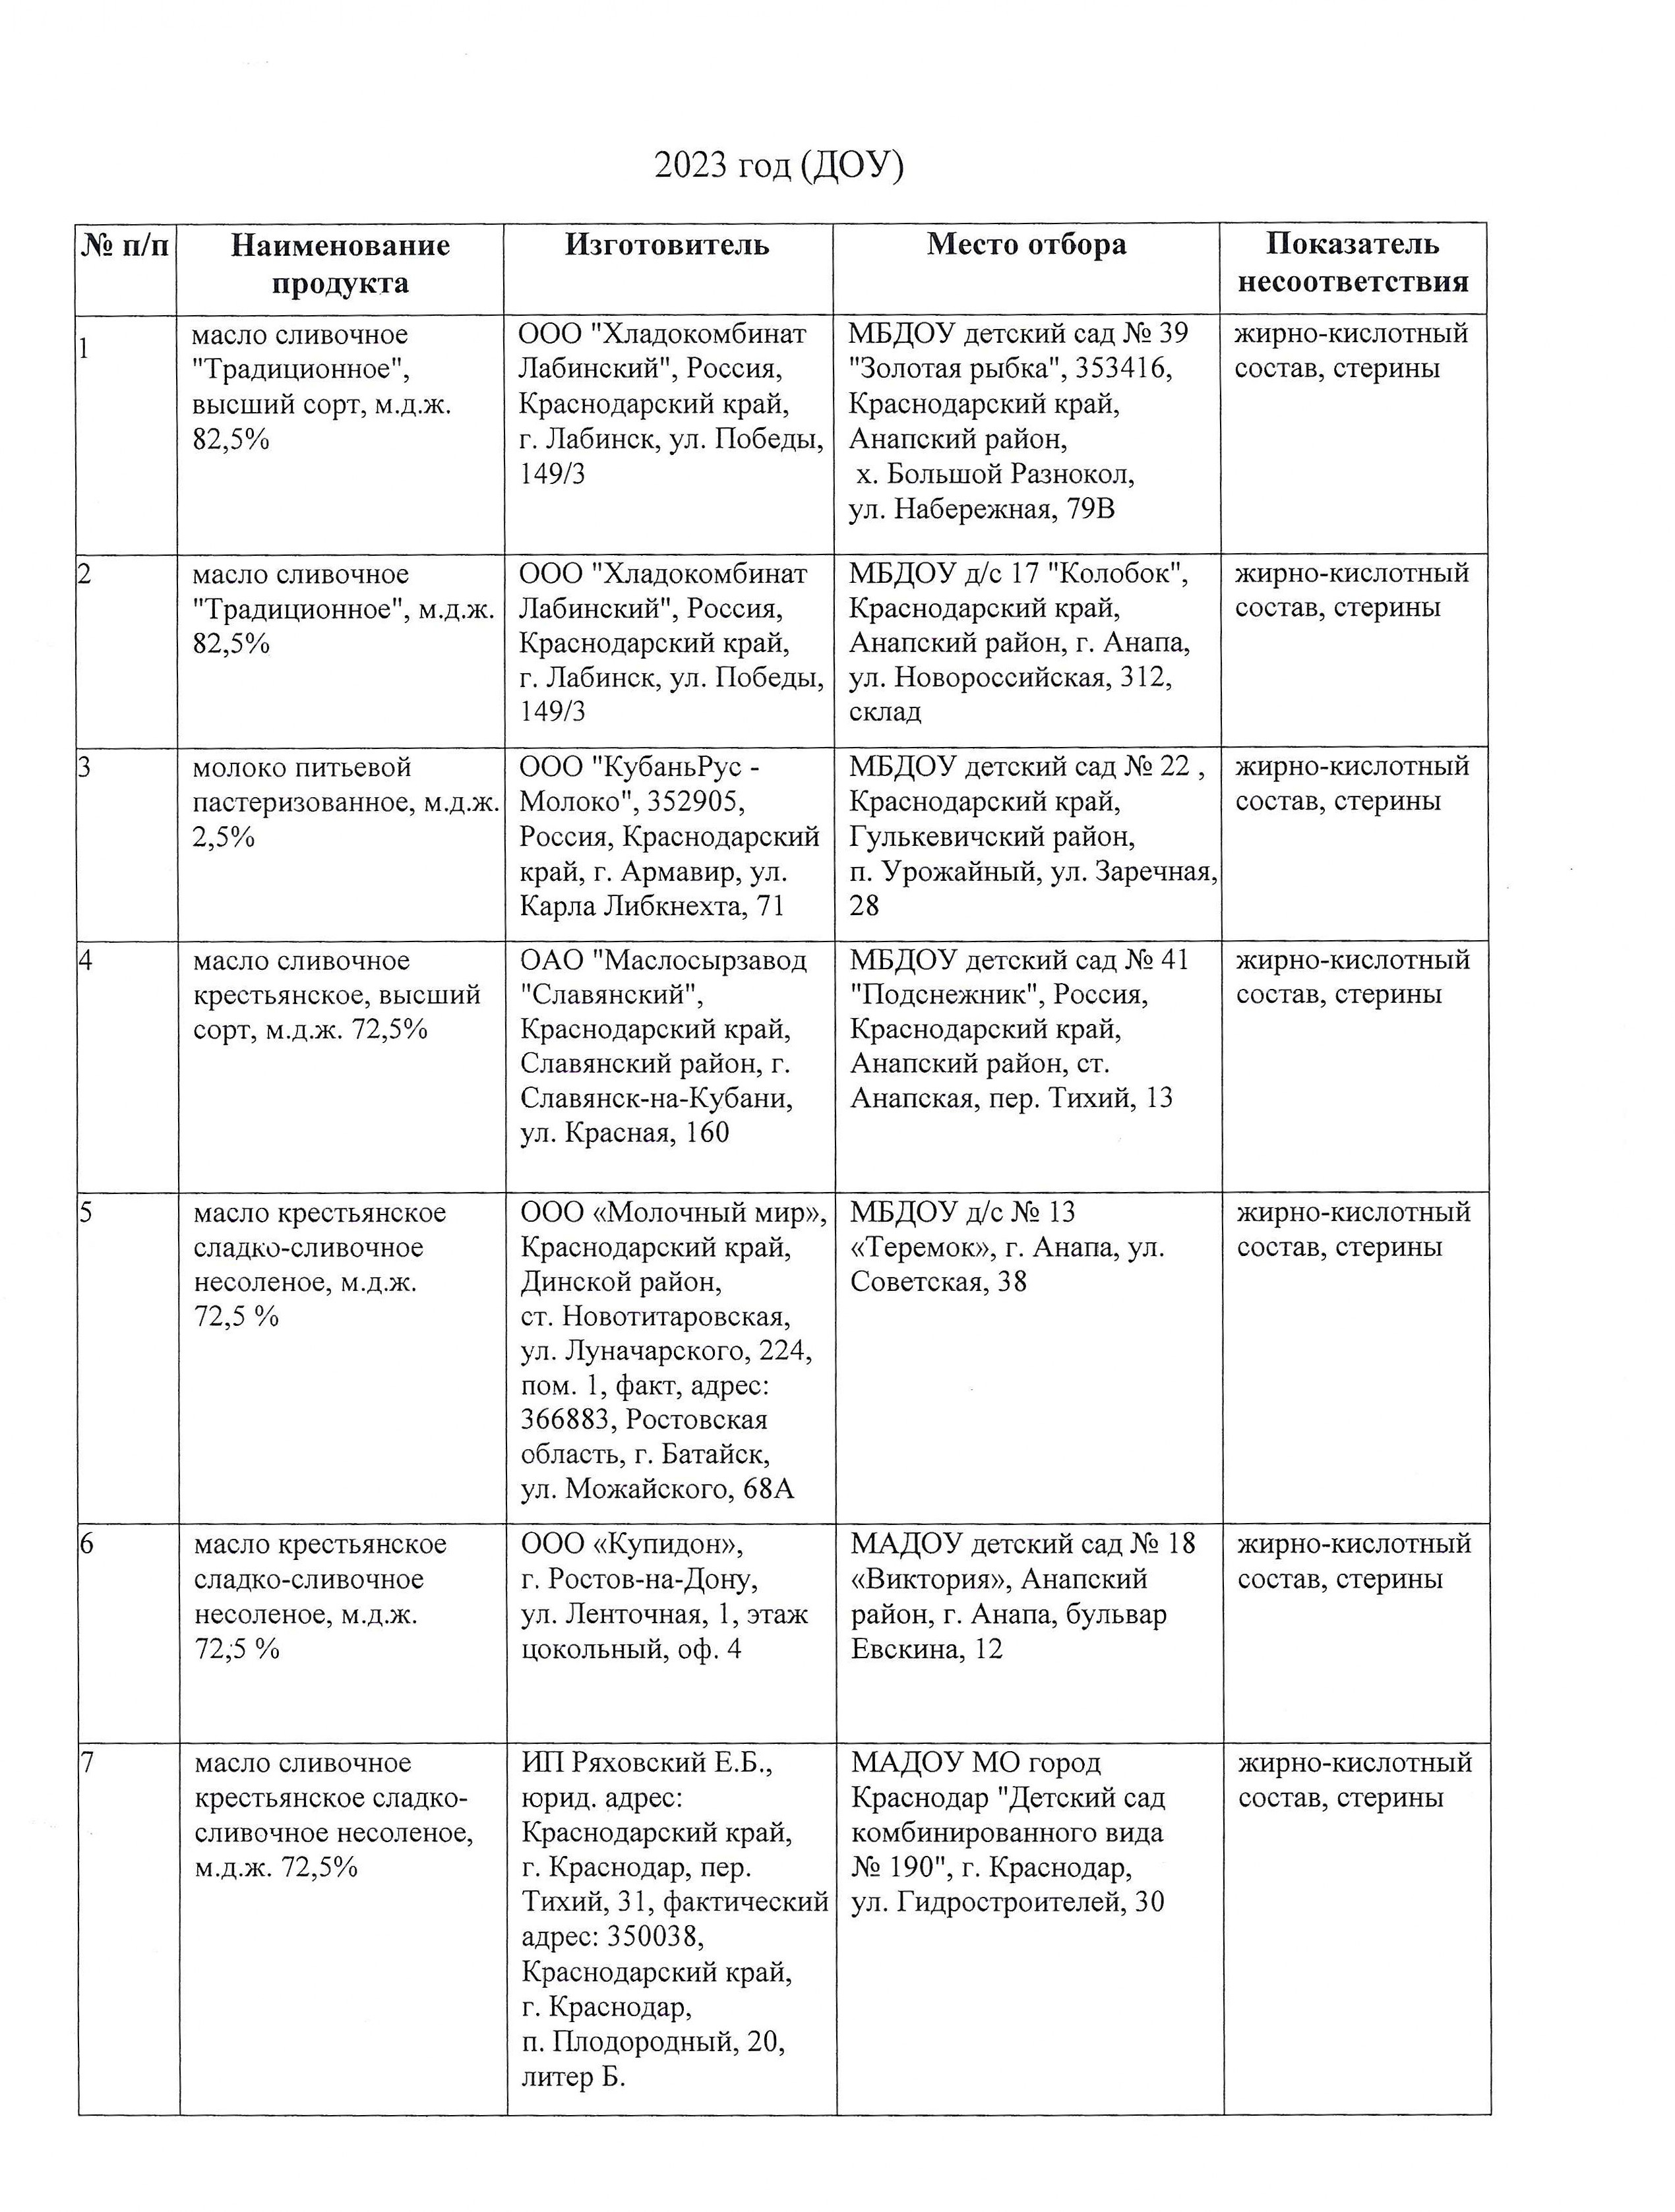 2023 год (ДОУ)
№ п/п
Наименование
продукта
Изготовитель
Место отбора
Показатель
несоответствия
1
масло сливочное
"Традиционное",
высший сорт, м.д.ж.
82,5%
ООО "Хладокомбинат
Лабинский", Россия,
Краснодарский край,
г. Лабинск, ул. Победы,
149/3
МБДОУ детский сад № 39
"Золотая рыбка", 353416,
Краснодарский край,
Анапский район,
х. Большой Разнокол,
ул. Набережная, 79В
жирно-кислотный
состав, стерины
2
масло сливочное
"Традиционное", м.д.ж.
82,5%
ООО "Хладокомбинат
Лабинский", Россия,
Краснодарский край,
г. Лабинск, ул. Победы,
149/3
МБДОУ д/с 17 "Колобок",
Краснодарский край,
Анапский район, г. Анапа,
ул. Новороссийская, 312,
склад
жирно-кислотный
состав, стерины
3
молоко питьевой
пастеризованное, м.д.ж.
2,5%
ООО "КубаньРус -
Молоко", 352905,
Россия, Краснодарский
край, г. Армавир, ул.
Карла Либкнехта, 71
МБДОУ детский сад № 22 ,
Краснодарский край,
Гулькевичский район,
п. Урожайный, ул. Заречная,
28
жирно-кислотный
состав, стерины
4
масло сливочное
крестьянское, высший
сорт, м.д.ж. 72,5%
ОАО "Маслосырзавод
"Славянский",
Краснодарский край,
Славянский район, г.
Славянск-на-Кубани,
ул. Красная, 160
МБДОУ детский сад № 41
"Подснежник", Россия,
Краснодарский край,
Анапский район, ст.
Анапская, пер. Тихий, 13
жирно-кислотный
состав, стерины
5
масло крестьянское
сладко-сливочное
несоленое, м.д.ж.
72,5 %
ООО «Молочный мир»,
Краснодарский край,
Динской район,
ст. Новотитаровская,
ул. Луначарского, 224,
пом. 1, факт, адрес:
366883, Ростовская
область, г. Батайск,
ул. Можайского, 68А
МБДОУ д/с № 13
«Теремок», г. Анапа, ул.
Советская, 38
жирно-кислотный
состав, стерины
6
масло крестьянское
сладко-сливочное
несоленое, м.д.ж.
72,5 %
ООО «Купидон»,
г. Ростов-на-Дону,
ул. Ленточная, 1, этаж
цокольный, оф. 4
МАДОУ детский сад № 18
«Виктория», Анапский
район, г. Анапа, бульвар
Евскина, 12
жирно-кислотный
состав, стерины
7
масло сливочное
крестьянское сладко-
сливочное несоленое,
м.д.ж. 72,5%
ИП Ряховский Е.Б.,
юрид. адрес:
Краснодарский край,
г. Краснодар, пер.
Тихий, 31, фактический
адрес: 350038,
Краснодарский край,
г. Краснодар,
п. Плодородный, 20,
литер Б.
МАДОУ МО город
Краснодар "Детский сад
комбинированного вида
№ 190", г. Краснодар,
ул. Гидростроителей, 30
жирно-кислотный
состав, стерины